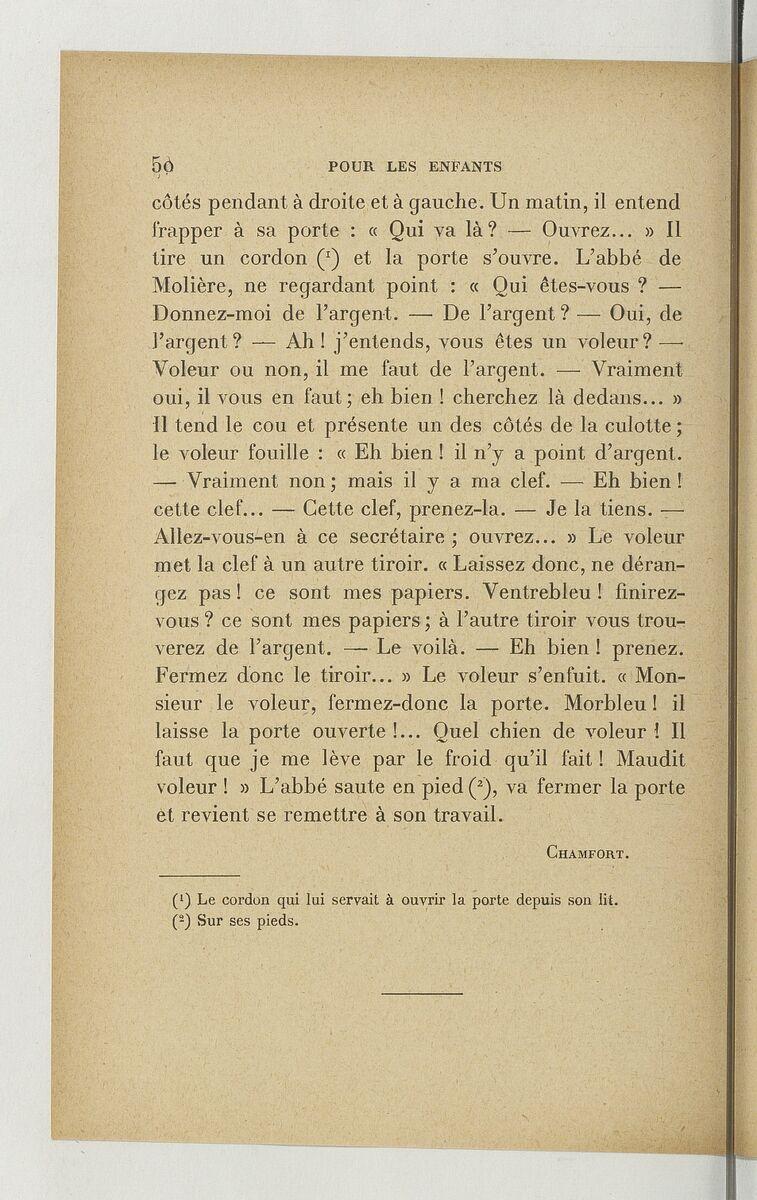 50 POUR LES ENFANTS
côtés pendant à droite et à gauche. Un matin, il entend
frapper à sa porte : « Qui va là ? — Ouvrez... » Il
tire un cordon (¹) et la porte s'ouvre. L'abbé de
Molière, ne regardant point : « Qui êtes-vous ? —
Donnez-moi de l'argent. — De l'argent ? — Oui, de
l'argent ? — Ah ! j'entends, vous êtes un voleur ? —
Voleur ou non, il me faut de l'argent. — Vraiment
oui, il vous en faut ; eh bien ! cherchez là dedans... »
Il tend le cou et présente un des côtés de la culotte ;
le voleur fouille : « Eh bien ! il n'y a point d'argent.
— Vraiment non ; mais il y a ma clef. — Eh bien !
cette clef... — Cette clef, prenez-la. — Je la tiens. —
Allez-vous-en à ce secrétaire ; ouvrez... » Le voleur
met la clef à un autre tiroir. « Laissez donc, ne déran-
gez pas ! ce sont mes papiers. Ventrebleu ! finirez-
vous ? ce sont mes papiers ; à l'autre tiroir vous trou-
verez de l'argent. — Le voilà. — Eh bien ! prenez.
Fermez donc le tiroir... » Le voleur s'enfuit. « Mon-
sieur le voleur, fermez-donc la porte. Morbleu ! il
laisse la porte ouverte !... Quel chien de voleur ! Il
faut que je me lève par le froid qu'il fait ! Maudit
voleur ! » L'abbé saute en pied (²), va fermer la porte
et revient se remettre à son travail.
CHAMFORT.
(¹) Le cordon qui lui servait à ouvrir la porte depuis son lit.
(²) Sur ses pieds.